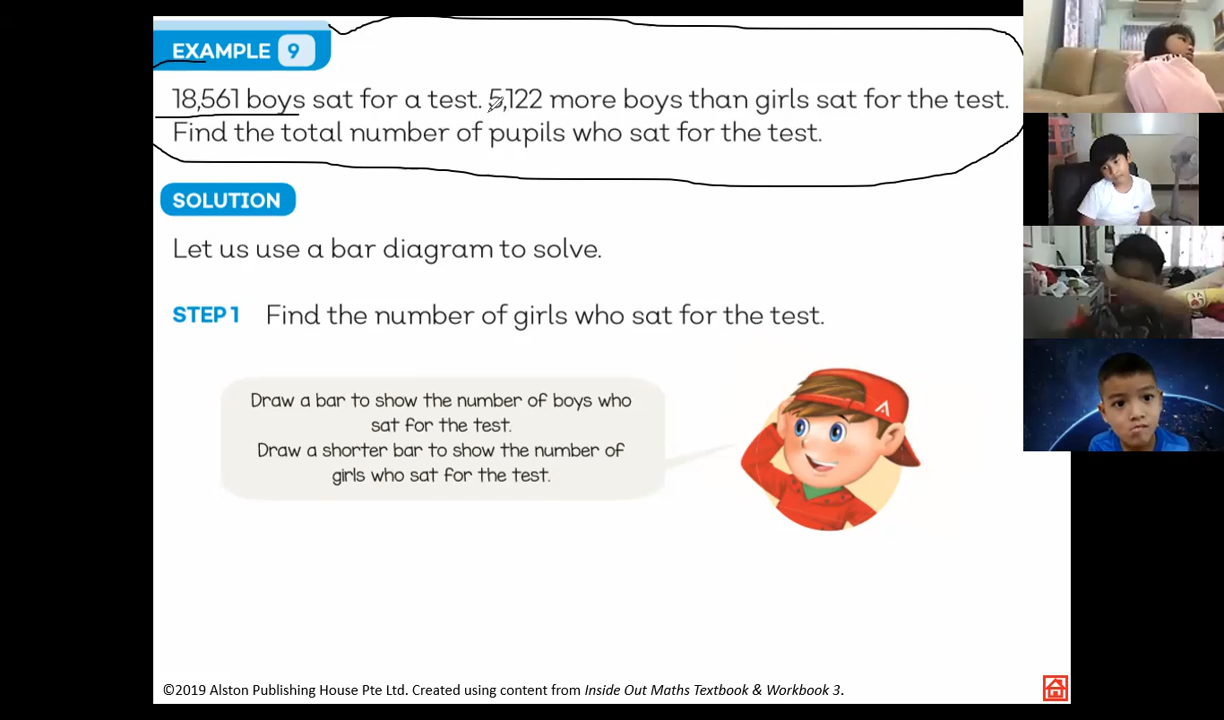 EXAMPLE 9
18,561 boys sat for a test. 5,122 more boys than girls sat for the test.
Find the total number of pupils who sat for the test.
SOLUTION
Let us use a bar diagram to solve.
STEP 1 Find the number of girls who sat for the test.
Draw a bar to show the number of boys who
sat for the test.
Draw a shorter bar to show the number of
girls who sat for the test.
©2019 Alston Publishing House Pte Ltd. Created using content from Inside Out Maths Textbook & Workbook 3.